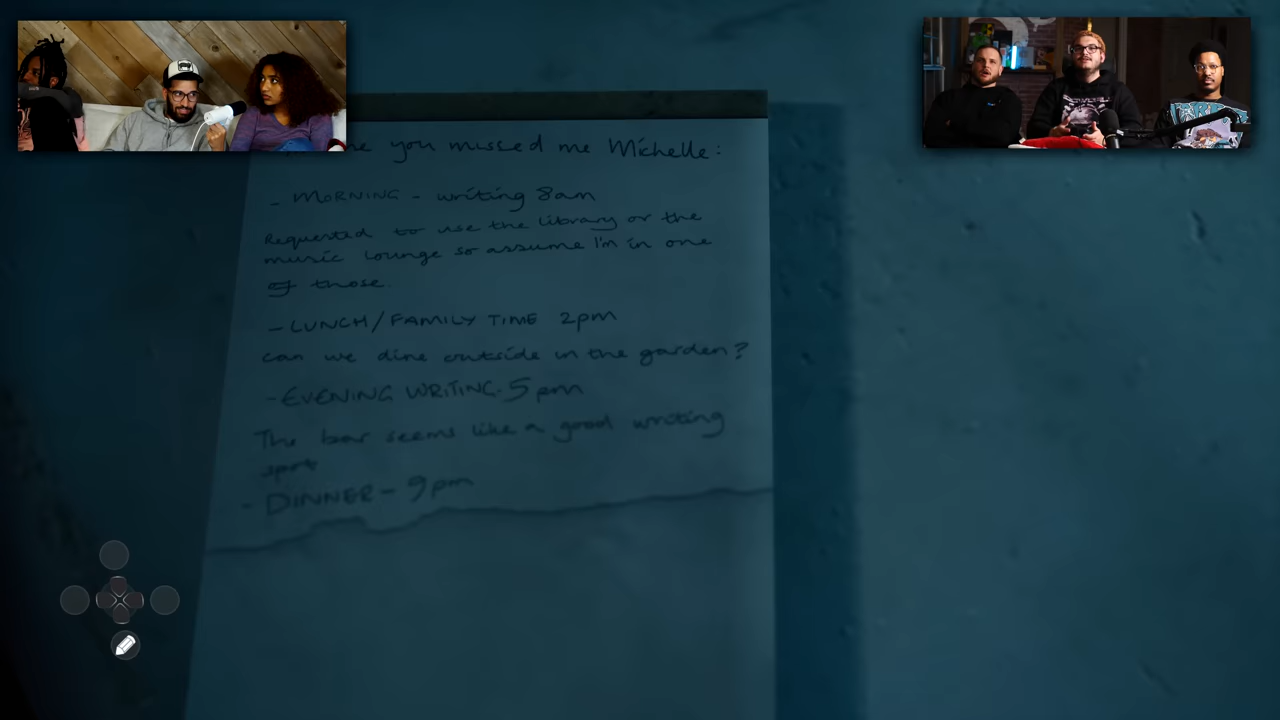 you missed me Michelle:
- MORNING - writing 8am
Requested to use the library or the
music lounge so assume I'm in one
of those.
- LUNCH/FAMILY TIME 2pm
can we dine outside in the garden?
- EVENING WRITING - 5pm
The bar seems like a good writing
spot
- DINNER - 9pm